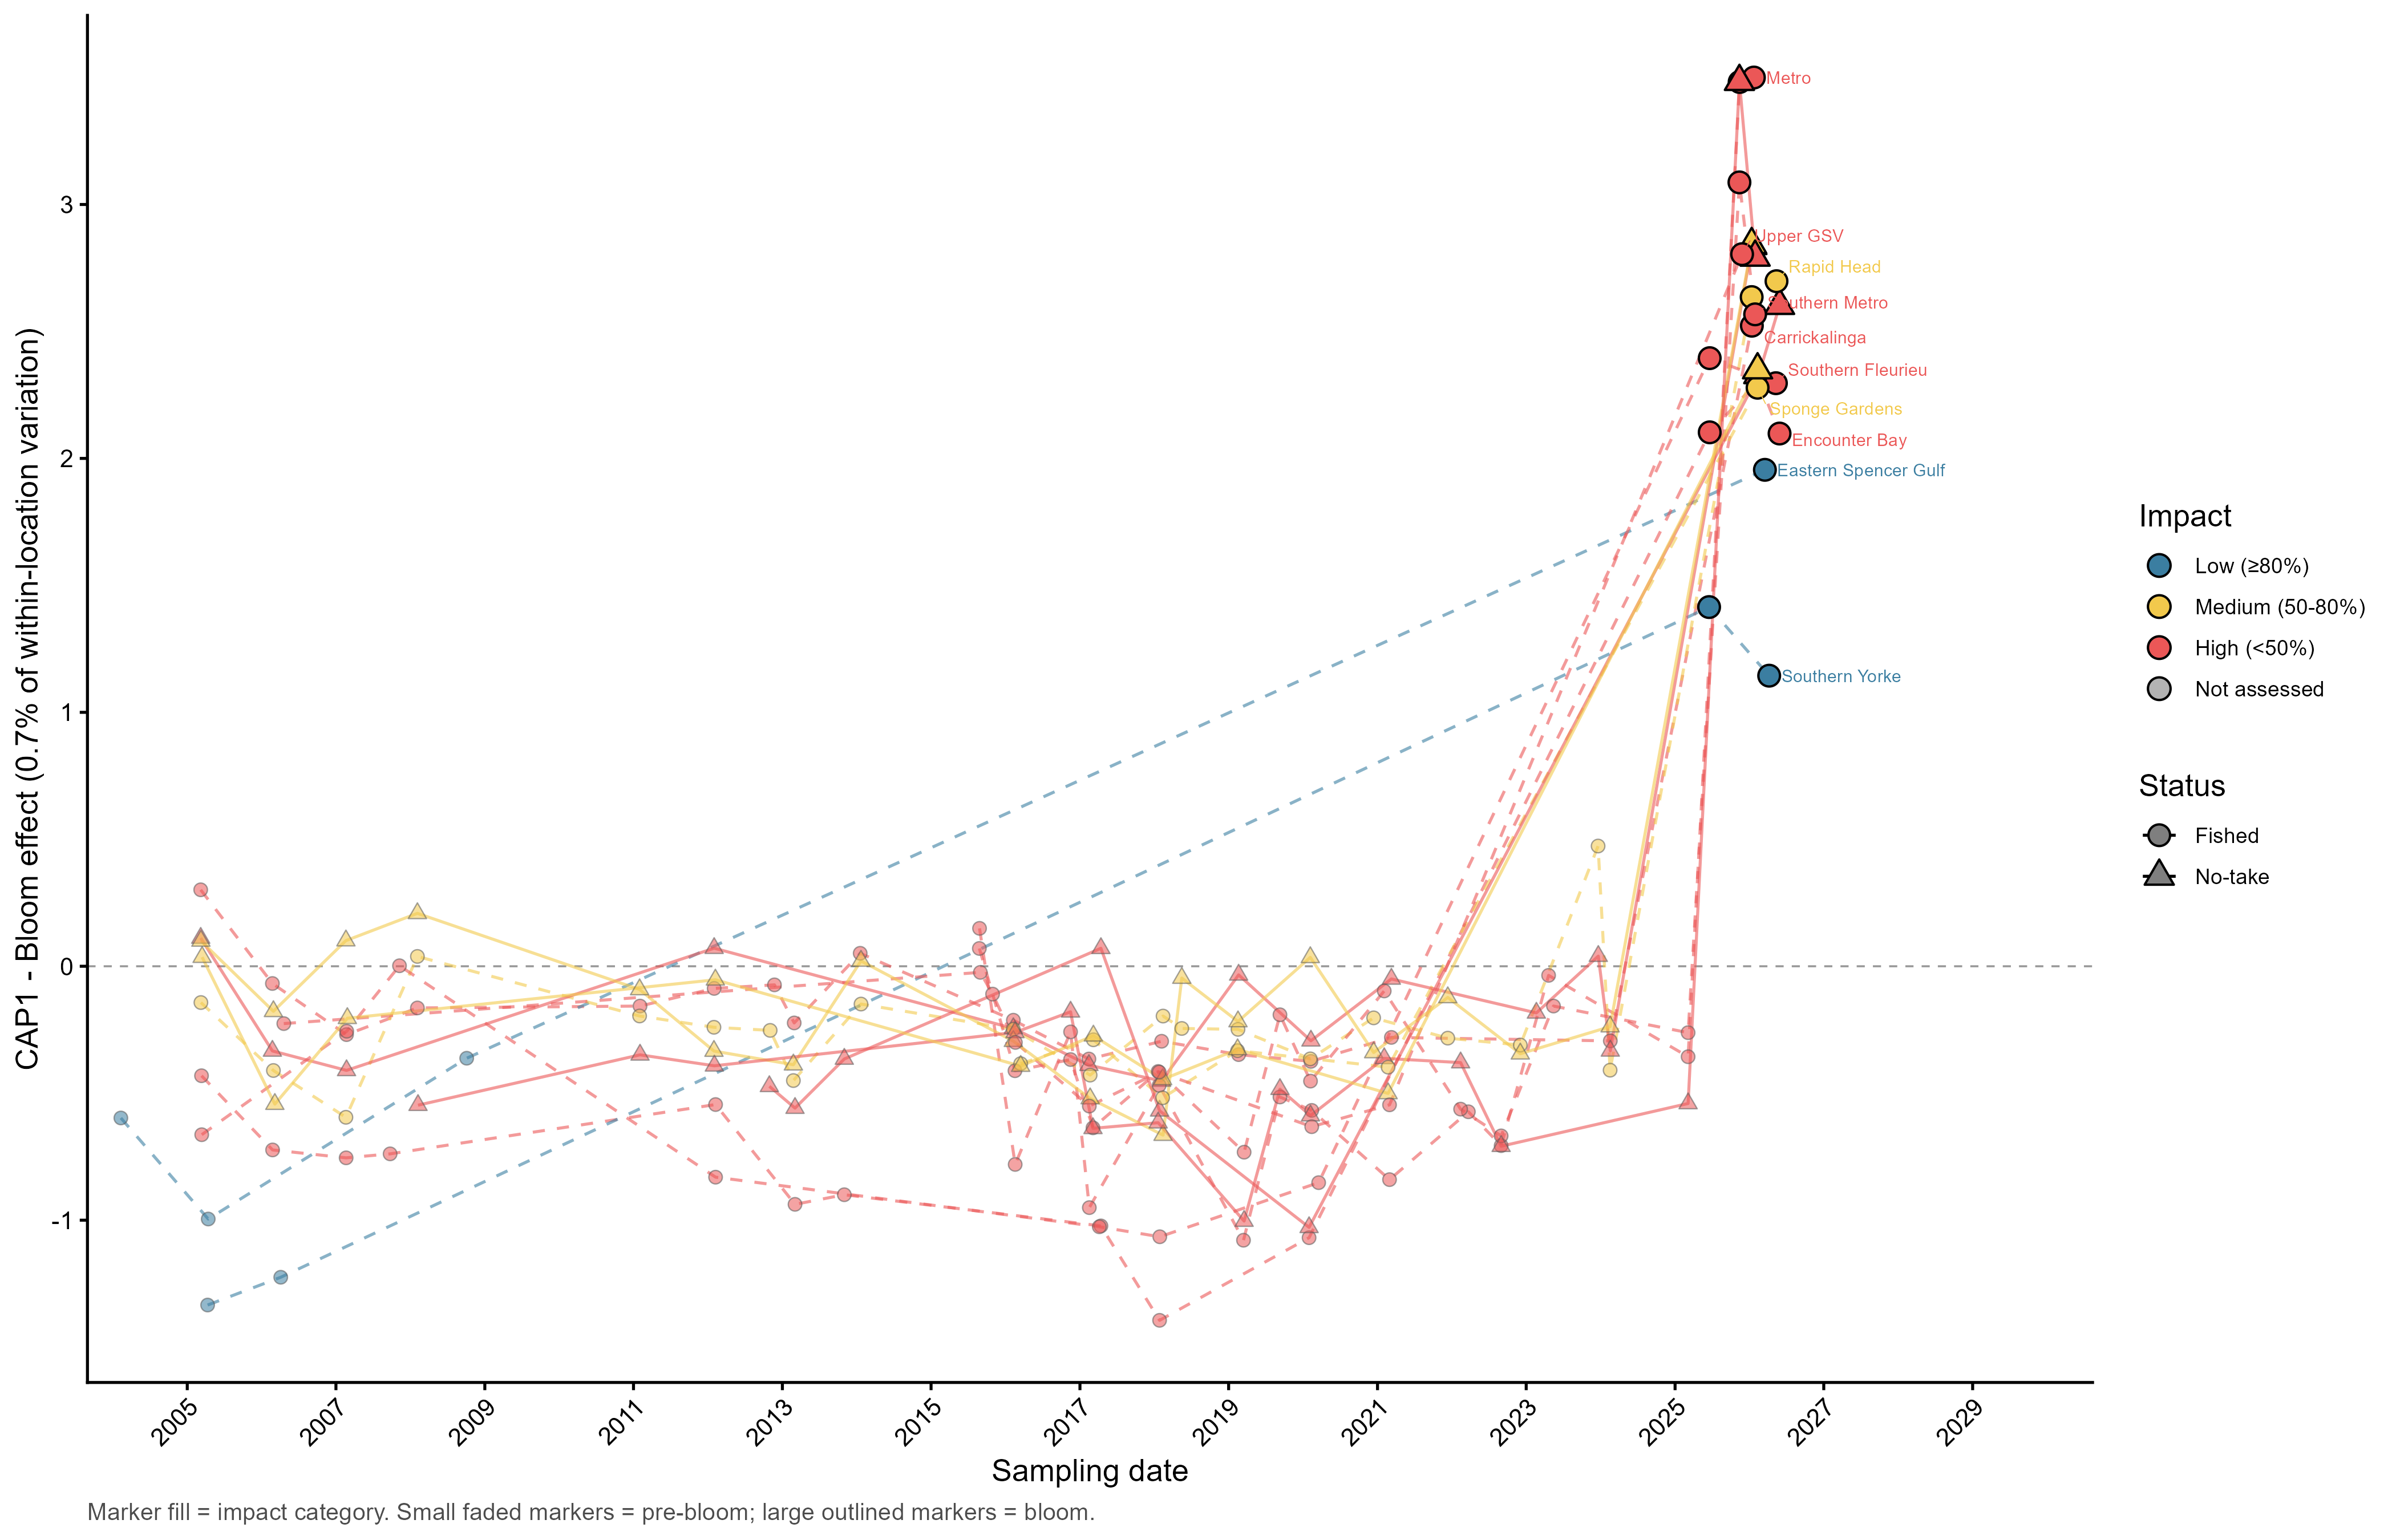 CAP1 - Bloom effect (0.7% of within-location variation)
3
2
1
0
-1
Metro
Upper GSV
Rapid Head
Southern Metro
Carrickalinga
Southern Fleurieu
Sponge Gardens
Encounter Bay
Eastern Spencer Gulf
Southern Yorke
Impact
Low (≥80%)
Medium (50-80%)
High (<50%)
Not assessed
Status
Fished
No-take
2005
2007
2009
2011
2013
2015
2017
2019
2021
2023
2025
2027
2029
Sampling date
Marker fill = impact category. Small faded markers = pre-bloom; large outlined markers = bloom.